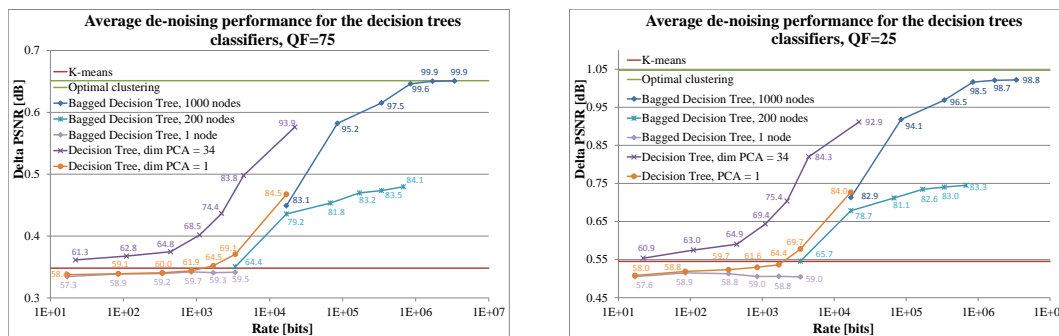 Average de-noising performance for the decision trees
classifiers, QF=75
Delta PSNR [dB]
0.7
0.6
0.5
0.4
0.3
K-means
Optimal clustering
Bagged Decision Tree, 1000 nodes
Bagged Decision Tree, 200 nodes
Bagged Decision Tree, 1 node
Decision Tree, dim PCA = 34
Decision Tree, dim PCA = 1
99.9 99.9
99.6
97.5
95.2
83.1
93.9
83.8
74.4
68.5
64.8
62.8
61.3
84.5
69.1
64.5
61.9
60.0
59.1
84.1
83.5
83.2
81.8
79.2
64.4
57.3 58.9 59.2 59.7 59.3 59.5
1E+01 1E+02 1E+03 1E+04 1E+05 1E+06 1E+07
Rate [bits]
Average de-noising performance for the decision trees
classifiers, QF=25
Delta PSNR [dB]
1.05
0.95
0.85
0.75
0.65
0.55
0.45
K-means
Optimal clustering
Bagged Decision Tree, 1000 nodes
Bagged Decision Tree, 200 nodes
Bagged Decision Tree, 1 node
Decision Tree, dim PCA = 34
Decision Tree, PCA = 1
98.8
98.7
98.5
96.5
94.1
82.9
92.9
84.3
75.4
69.4
64.9
63.0
60.9
84.0
69.7
64.4
61.6
59.7
58.8
58.0
83.3
83.0
82.6
81.1
78.7
65.7
57.6 58.9 58.8 59.0 58.8 59.0
1E+01 1E+02 1E+03 1E+04 1E+05 1E+06 1E+07
Rate [bits]